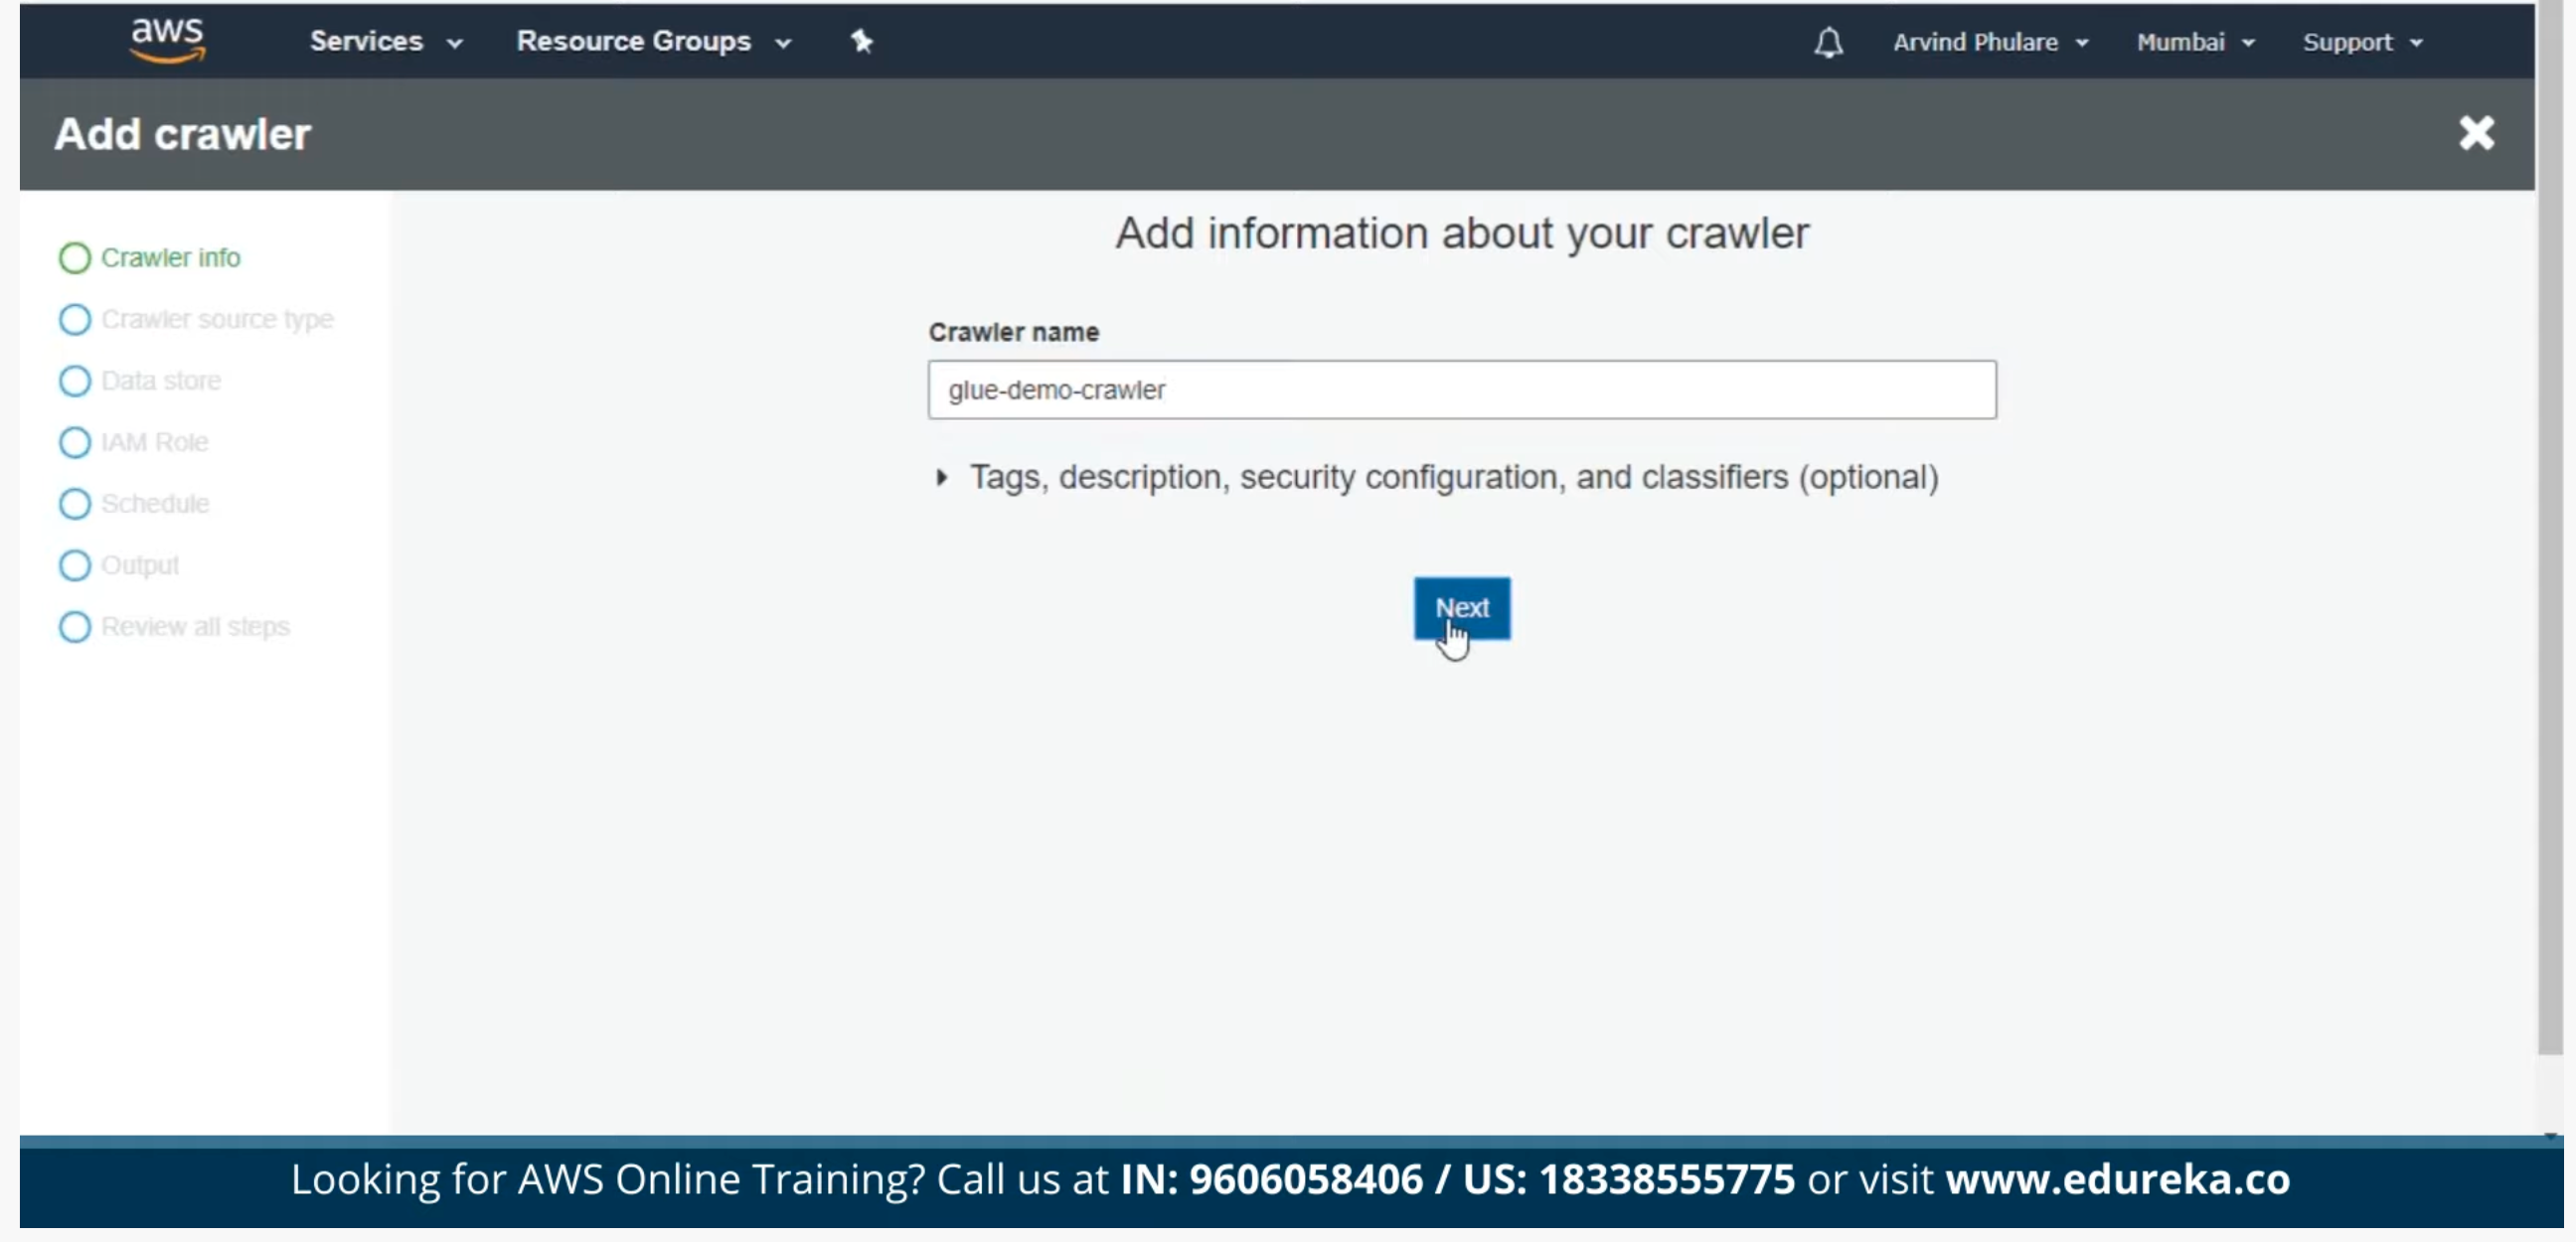 aws Services Resource Groups Arvind Phulare Mumbai Support
Add crawler
Crawler info
Crawler source type
Data store
IAM Role
Schedule
Output
Review all steps
Add information about your crawler
Crawler name
glue-demo-crawler
Tags, description, security configuration, and classifiers (optional)
Next
Looking for AWS Online Training? Call us at IN: 9606058406 / US: 18338555775 or visit www.edureka.co